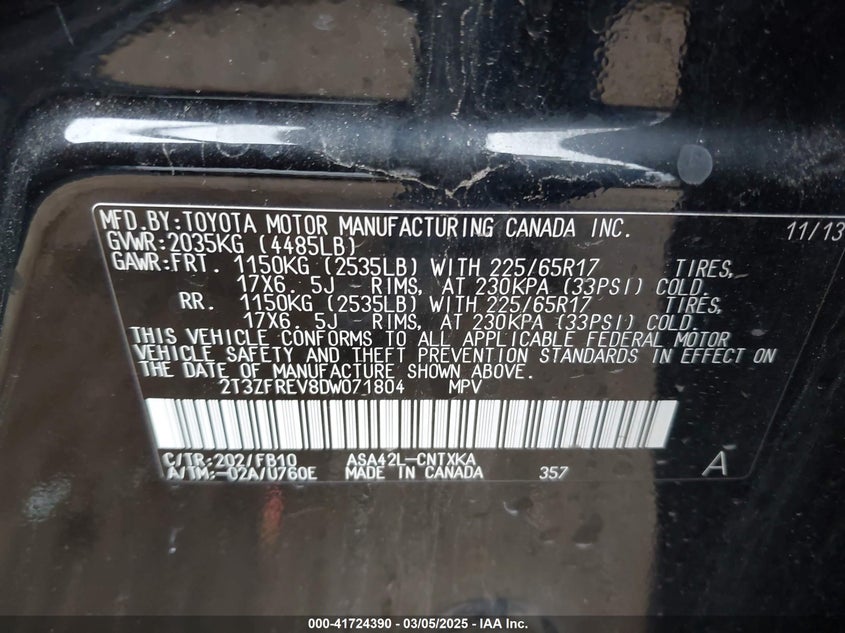 MFD.BY:TOYOTA MOTOR MANUFACTURING CANADA INC. 11/13
GVWR:2035KG (4485LB)
GAWR:FRT. 1150KG (2535LB) WITH 225/65R17 TIRES,
17X6. 5J RIMS, AT 230KPA (33PSI) COLD.
RR. 1150KG (2535LB) WITH 225/65R17 TIRES,
17X6. 5J RIMS, AT 230KPA (33PSI) COLD.
THIS VEHICLE CONFORMS TO ALL APPLICABLE FEDERAL MOTOR
VEHICLE SAFETY AND THEFT PREVENTION STANDARDS IN EFFECT ON
THE DATE OF MANUFACTURE SHOWN ABOVE.
2T3ZFREV8DW071804 MPV
C/TR:202/FB10 ASA42L-CNTXKA
A/TM:-02A/U760E MADE IN CANADA 357 A
000-41724390 - 03/05/2025 - IAA Inc.